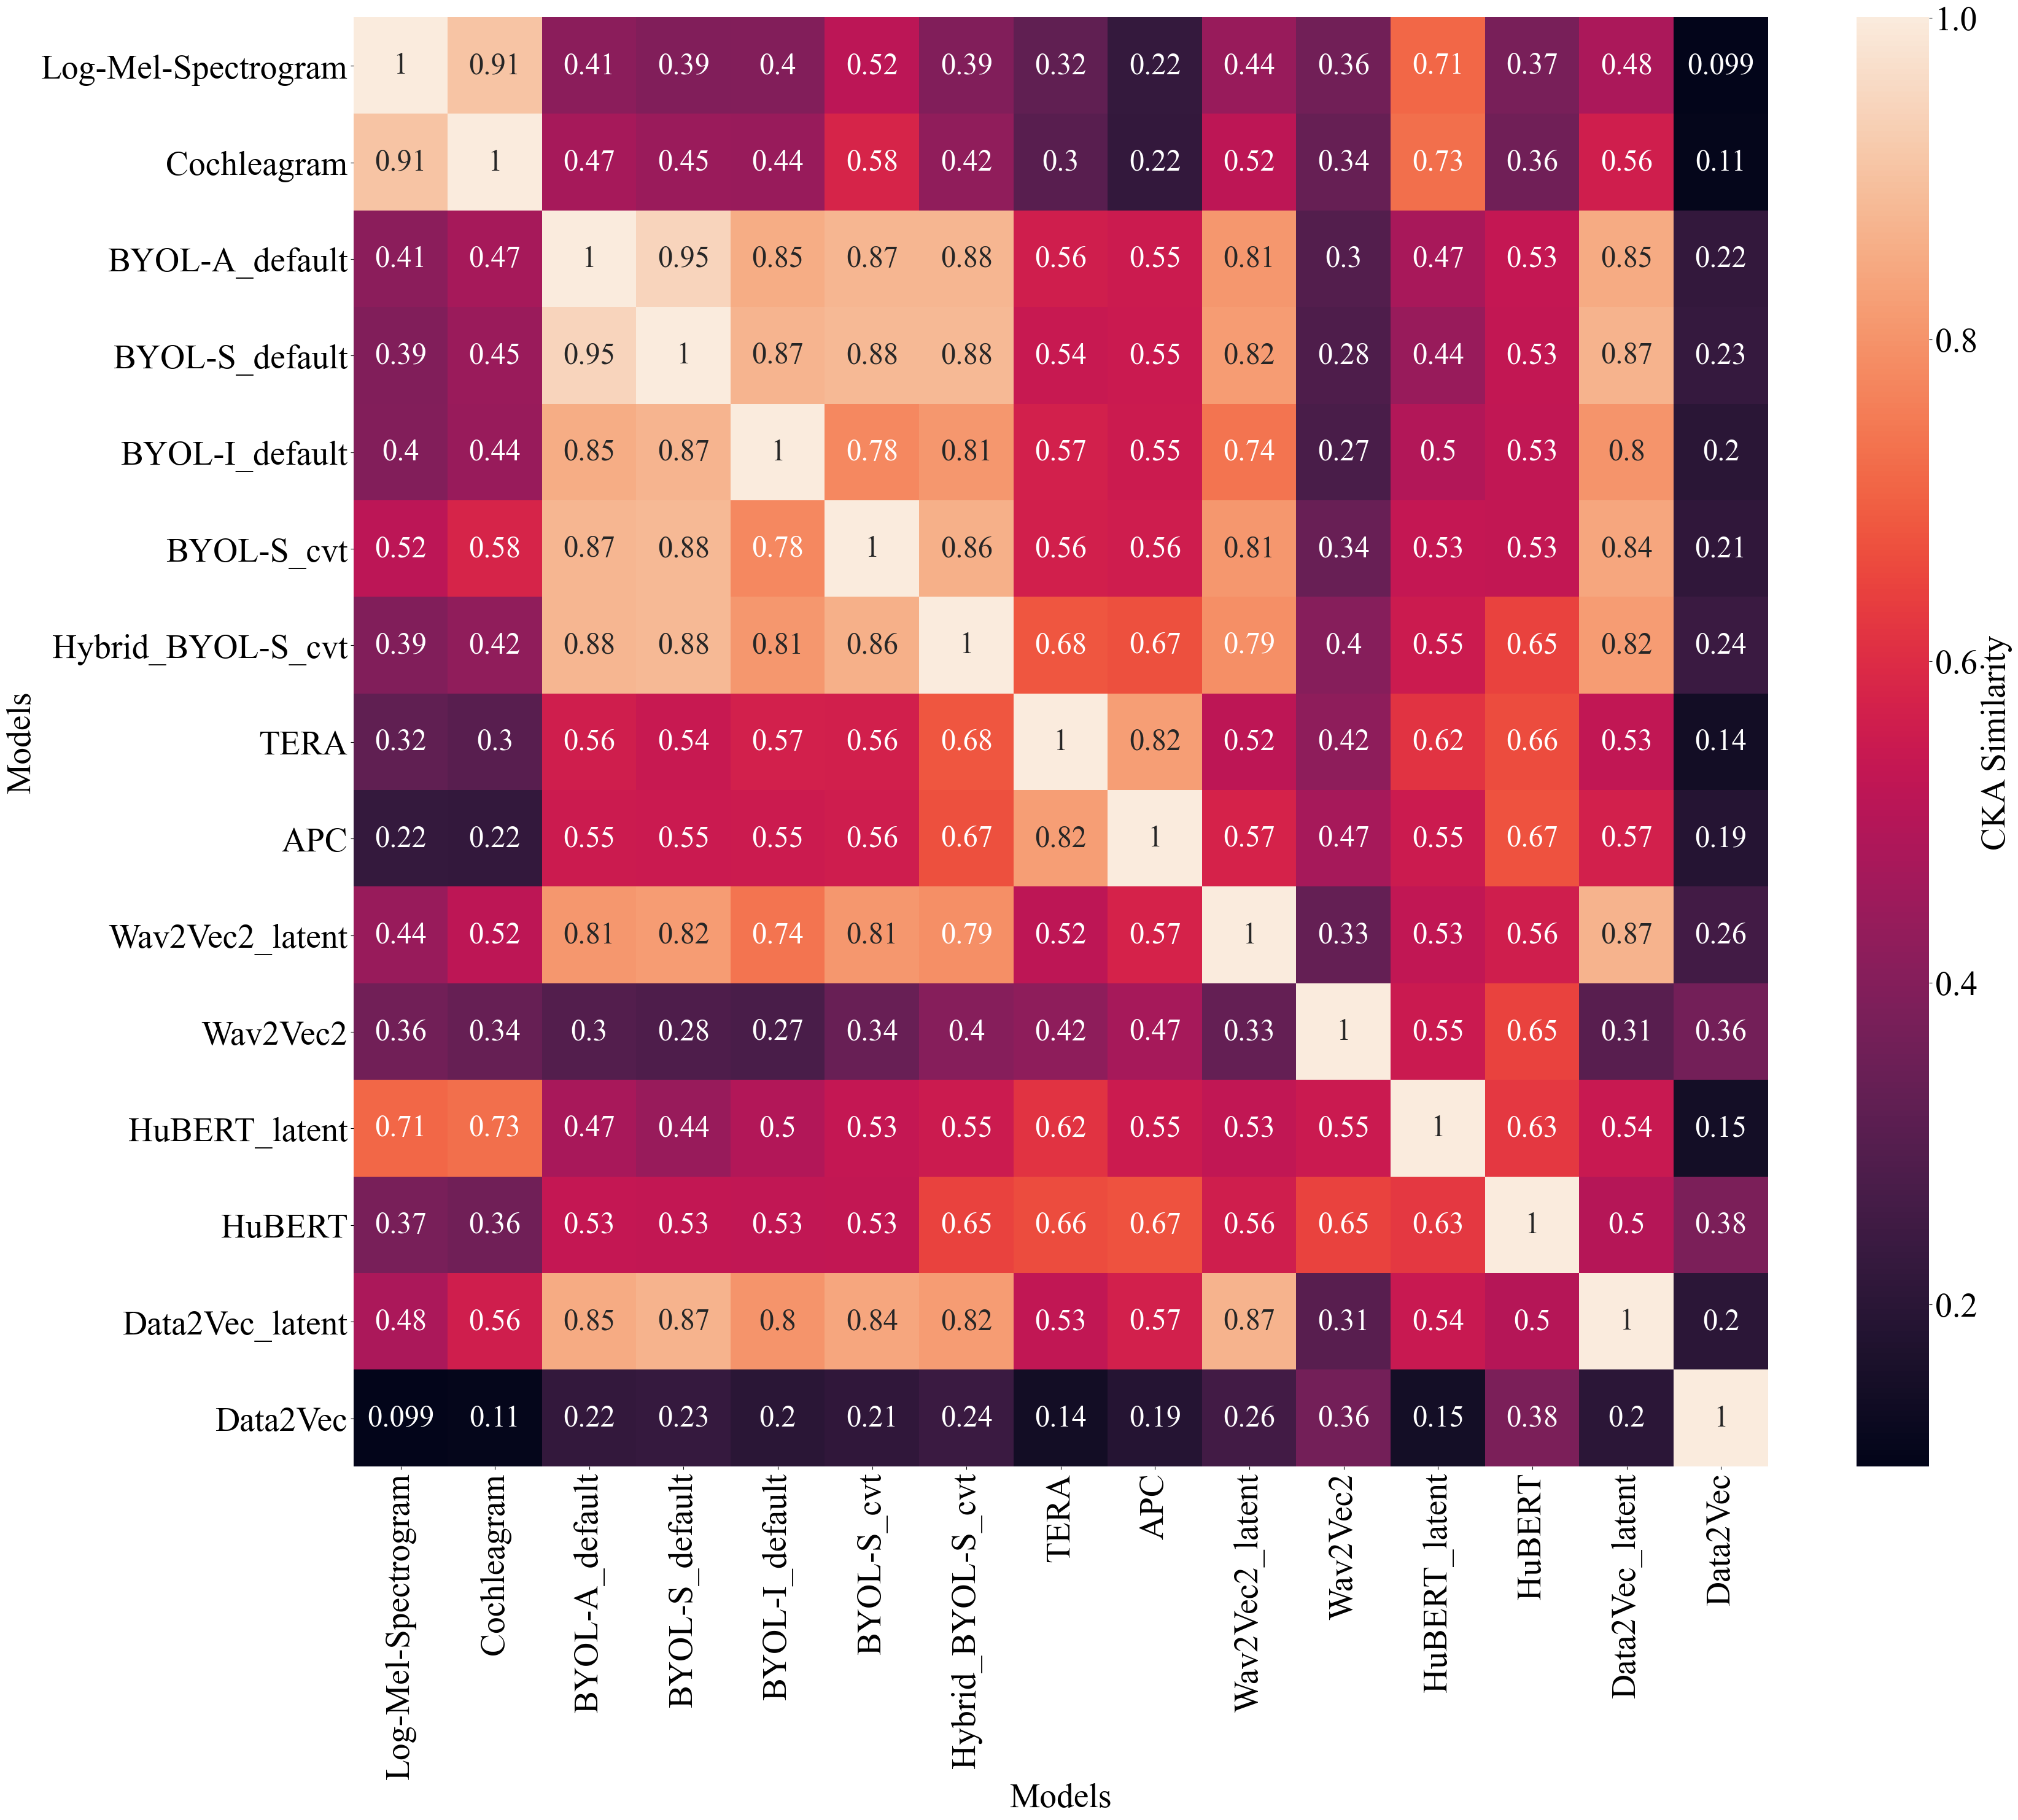 Log-Mel-Spectrogram 1 0.91 0.41 0.39 0.4 0.52 0.39 0.32 0.22 0.44 0.36 0.71 0.37 0.48 0.099
Cochleagram 0.91 1 0.47 0.45 0.44 0.58 0.42 0.3 0.22 0.52 0.34 0.73 0.36 0.56 0.11
BYOL-A_default 0.41 0.47 1 0.95 0.85 0.87 0.88 0.56 0.55 0.81 0.3 0.47 0.53 0.85 0.22
BYOL-S_default 0.39 0.45 0.95 1 0.87 0.88 0.88 0.54 0.55 0.82 0.28 0.44 0.53 0.87 0.23
BYOL-I_default 0.4 0.44 0.85 0.87 1 0.78 0.81 0.57 0.55 0.74 0.27 0.5 0.53 0.8 0.2
BYOL-S_cvt 0.52 0.58 0.87 0.88 0.78 1 0.86 0.56 0.56 0.81 0.34 0.53 0.53 0.84 0.21
Hybrid_BYOL-S_cvt 0.39 0.42 0.88 0.88 0.81 0.86 1 0.68 0.67 0.79 0.4 0.55 0.65 0.82 0.24
TERA 0.32 0.3 0.56 0.54 0.57 0.56 0.68 1 0.82 0.52 0.42 0.62 0.66 0.53 0.14
APC 0.22 0.22 0.55 0.55 0.55 0.56 0.67 0.82 1 0.57 0.47 0.55 0.67 0.57 0.19
Wav2Vec2_latent 0.44 0.52 0.81 0.82 0.74 0.81 0.79 0.52 0.57 1 0.33 0.53 0.56 0.87 0.26
Wav2Vec2 0.36 0.34 0.3 0.28 0.27 0.34 0.4 0.42 0.47 0.33 1 0.55 0.65 0.31 0.36
HuBERT_latent 0.71 0.73 0.47 0.44 0.5 0.53 0.55 0.62 0.55 0.53 0.55 1 0.63 0.54 0.15
HuBERT 0.37 0.36 0.53 0.53 0.53 0.53 0.65 0.66 0.67 0.56 0.65 0.63 1 0.5 0.38
Data2Vec_latent 0.48 0.56 0.85 0.87 0.8 0.84 0.82 0.53 0.57 0.87 0.31 0.54 0.5 1 0.2
Data2Vec 0.099 0.11 0.22 0.23 0.2 0.21 0.24 0.14 0.19 0.26 0.36 0.15 0.38 0.2 1
Models
Log-Mel-Spectrogram
Cochleagram
BYOL-A_default
BYOL-S_default
BYOL-I_default
BYOL-S_cvt
Hybrid_BYOL-S_cvt
TERA
APC
Wav2Vec2_latent
Wav2Vec2
HuBERT_latent
HuBERT
Data2Vec_latent
Data2Vec
Models
1.0
0.8
0.6
0.4
0.2
CKA Similarity